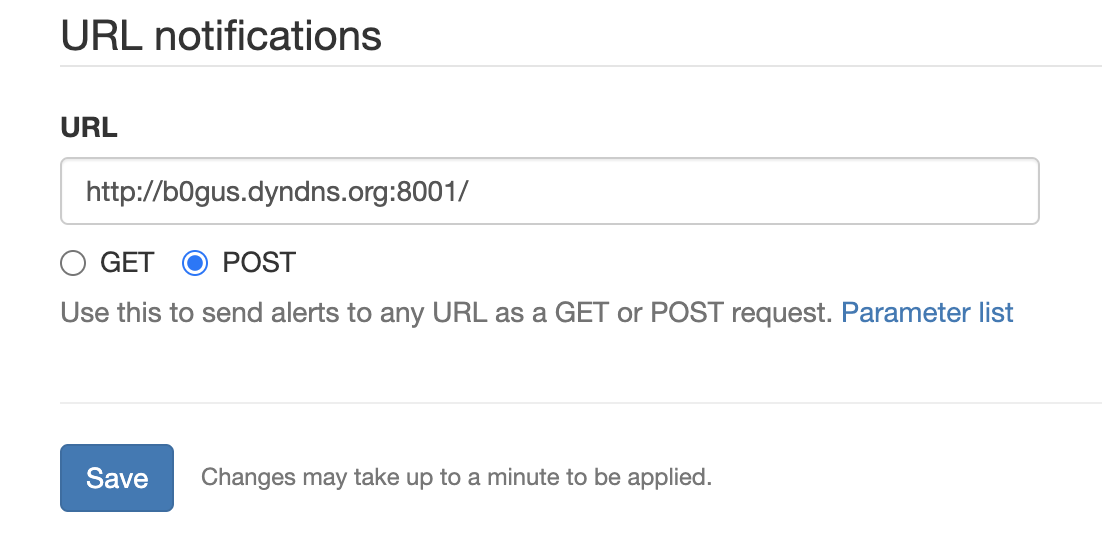 URL notifications
URL
http://b0gus.dyndns.org:8001/
GET POST
Use this to send alerts to any URL as a GET or POST request. Parameter list
Save Changes may take up to a minute to be applied.